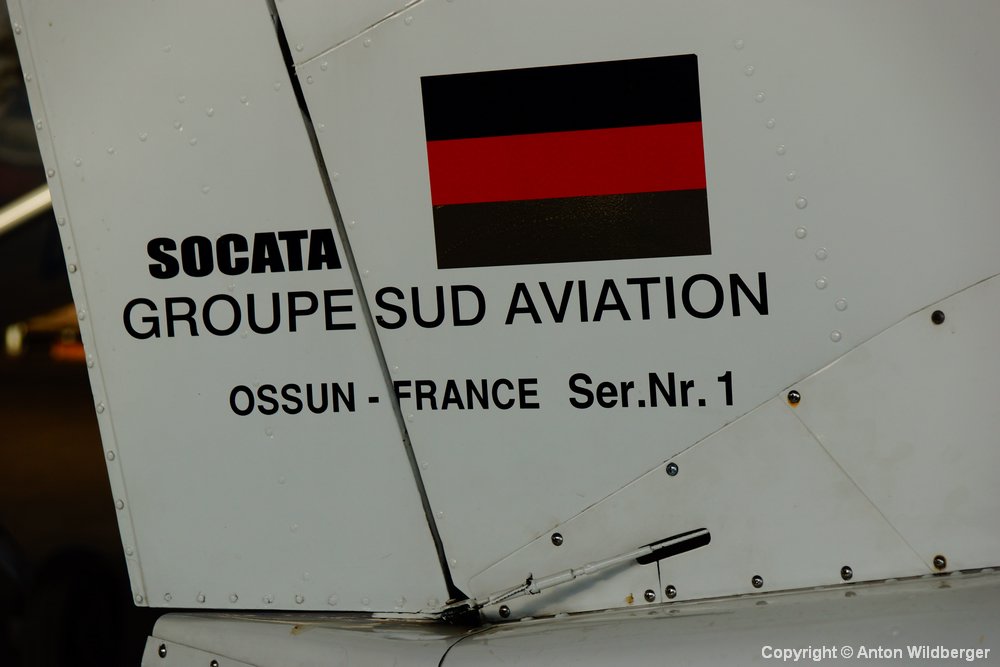 SOCATA
GROUPE SUD AVIATION
OSSUN - FRANCE Ser.Nr. 1
Copyright © Anton Wildberger